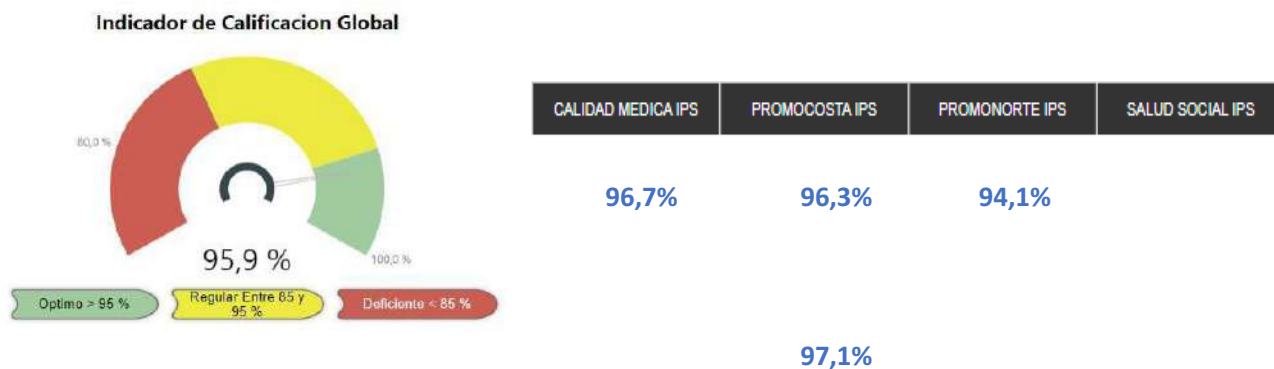 Indicador de Calificacion Global
80,0 %
95,9 %
100,0 %
Optimo > 95 %
Regular Entre 85 y
95 %
Deficiente < 85 %
CALIDAD MEDICA IPS
PROMOCOSTA IPS
PROMONORTE IPS
SALUD SOCIAL IPS
96,7%
96,3%
94,1%
97,1%